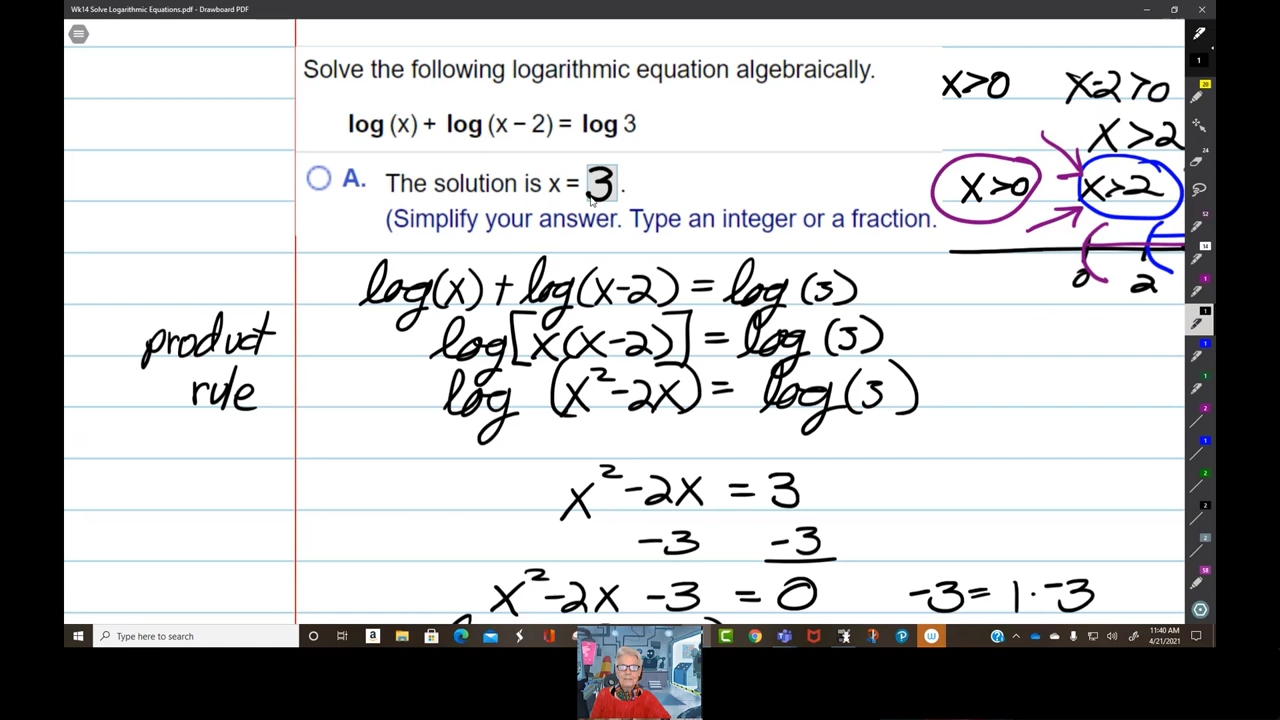 Wk14 Solve Logarithmic Equations.pdf - Drawboard PDF
Solve the following logarithmic equation algebraically.
log (x) + log (x − 2) = log 3
A. The solution is x = 3 .
(Simplify your answer. Type an integer or a fraction.
x>0 x-2>0
x>2
x>0 x>2
0 2
log(x) + log(x-2) = log(3)
product log[x(x-2)] = log(3)
rule log (x²-2x) = log(3)
x²-2x = 3
-3 -3
x²-2x -3 = 0 -3 = 1·-3
Type here to search
11:40 AM
4/21/2021